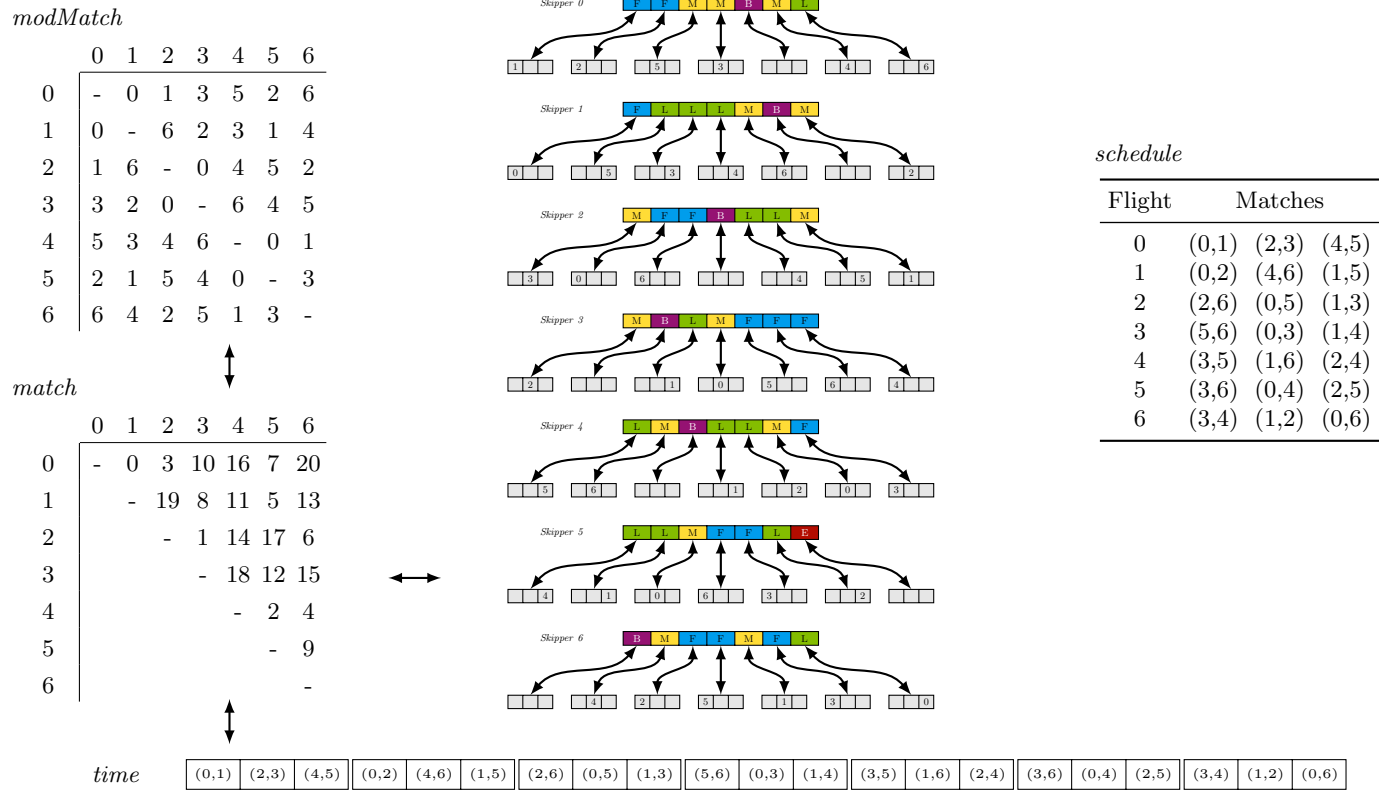 modMatch
0 1 2 3 4 5 6
0 - 0 1 3 5 2 6
1 0 - 6 2 3 1 4
2 1 6 - 0 4 5 2
3 3 2 0 - 6 4 5
4 5 3 4 6 - 0 1
5 2 1 5 4 0 - 3
6 6 4 2 5 1 3 -
match
0 1 2 3 4 5 6
0 - 0 3 10 16 7 20
1 - 19 8 11 5 13
2 - 1 14 17 6
3 - 18 12 15
4 - 2 4
5 - 9
6 -
Skipper 0 F F M M B M L
1 2 5 3 4 6
Skipper 1 F L L L M B M
0 5 3 4 6 2
Skipper 2 M F F B L L M
3 0 6 4 5 1
Skipper 3 M B L M F F F
2 1 0 5 6 4
Skipper 4 L M B L L M F
5 6 1 2 0 3
Skipper 5 L L M F F L E
4 1 0 6 3 2
Skipper 6 B M F F M F L
4 2 5 1 3 0
schedule
Flight Matches
0 (0,1) (2,3) (4,5)
1 (0,2) (4,6) (1,5)
2 (2,6) (0,5) (1,3)
3 (5,6) (0,3) (1,4)
4 (3,5) (1,6) (2,4)
5 (3,6) (0,4) (2,5)
6 (3,4) (1,2) (0,6)
time (0,1) (2,3) (4,5) (0,2) (4,6) (1,5) (2,6) (0,5) (1,3) (5,6) (0,3) (1,4) (3,5) (1,6) (2,4) (3,6) (0,4) (2,5) (3,4) (1,2) (0,6)